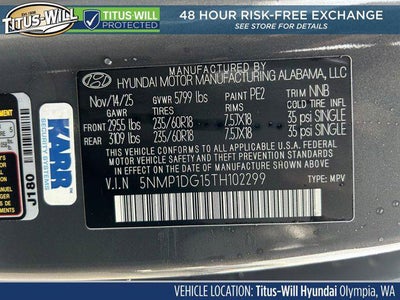 TITUS-WILL
TITUS-WILL
PROTECTED
48 HOUR RISK-FREE EXCHANGE
SEE STORE FOR DETAILS
MANUFACTURED BY
HYUNDAI MOTOR MANUFACTURING ALABAMA, LLC
Nov/14/25 GVWR 5799 lbs PAINT PE2 TRIM NNB
GAWR TIRES RIMS COLD TIRE INFL
FRONT 2955 lbs 235/60R18 7.5JX18 35 psi SINGLE
REAR 3109 lbs 235/60R18 7.5JX18 35 psi SINGLE
THIS VEHICLE CONFORMS TO ALL APPLICABLE U.S.A. FEDERAL
MOTOR VEHICLE SAFETY STANDARDS IN EFFECT
ON THE DATE OF MANUFACTURE SHOWN ABOVE.
V.I.N 5NMP1DG15TH102299 TYPE: MPV
KARR
SECURITY SYSTEMS
J180
VEHICLE LOCATION: Titus-Will Hyundai Olympia, WA